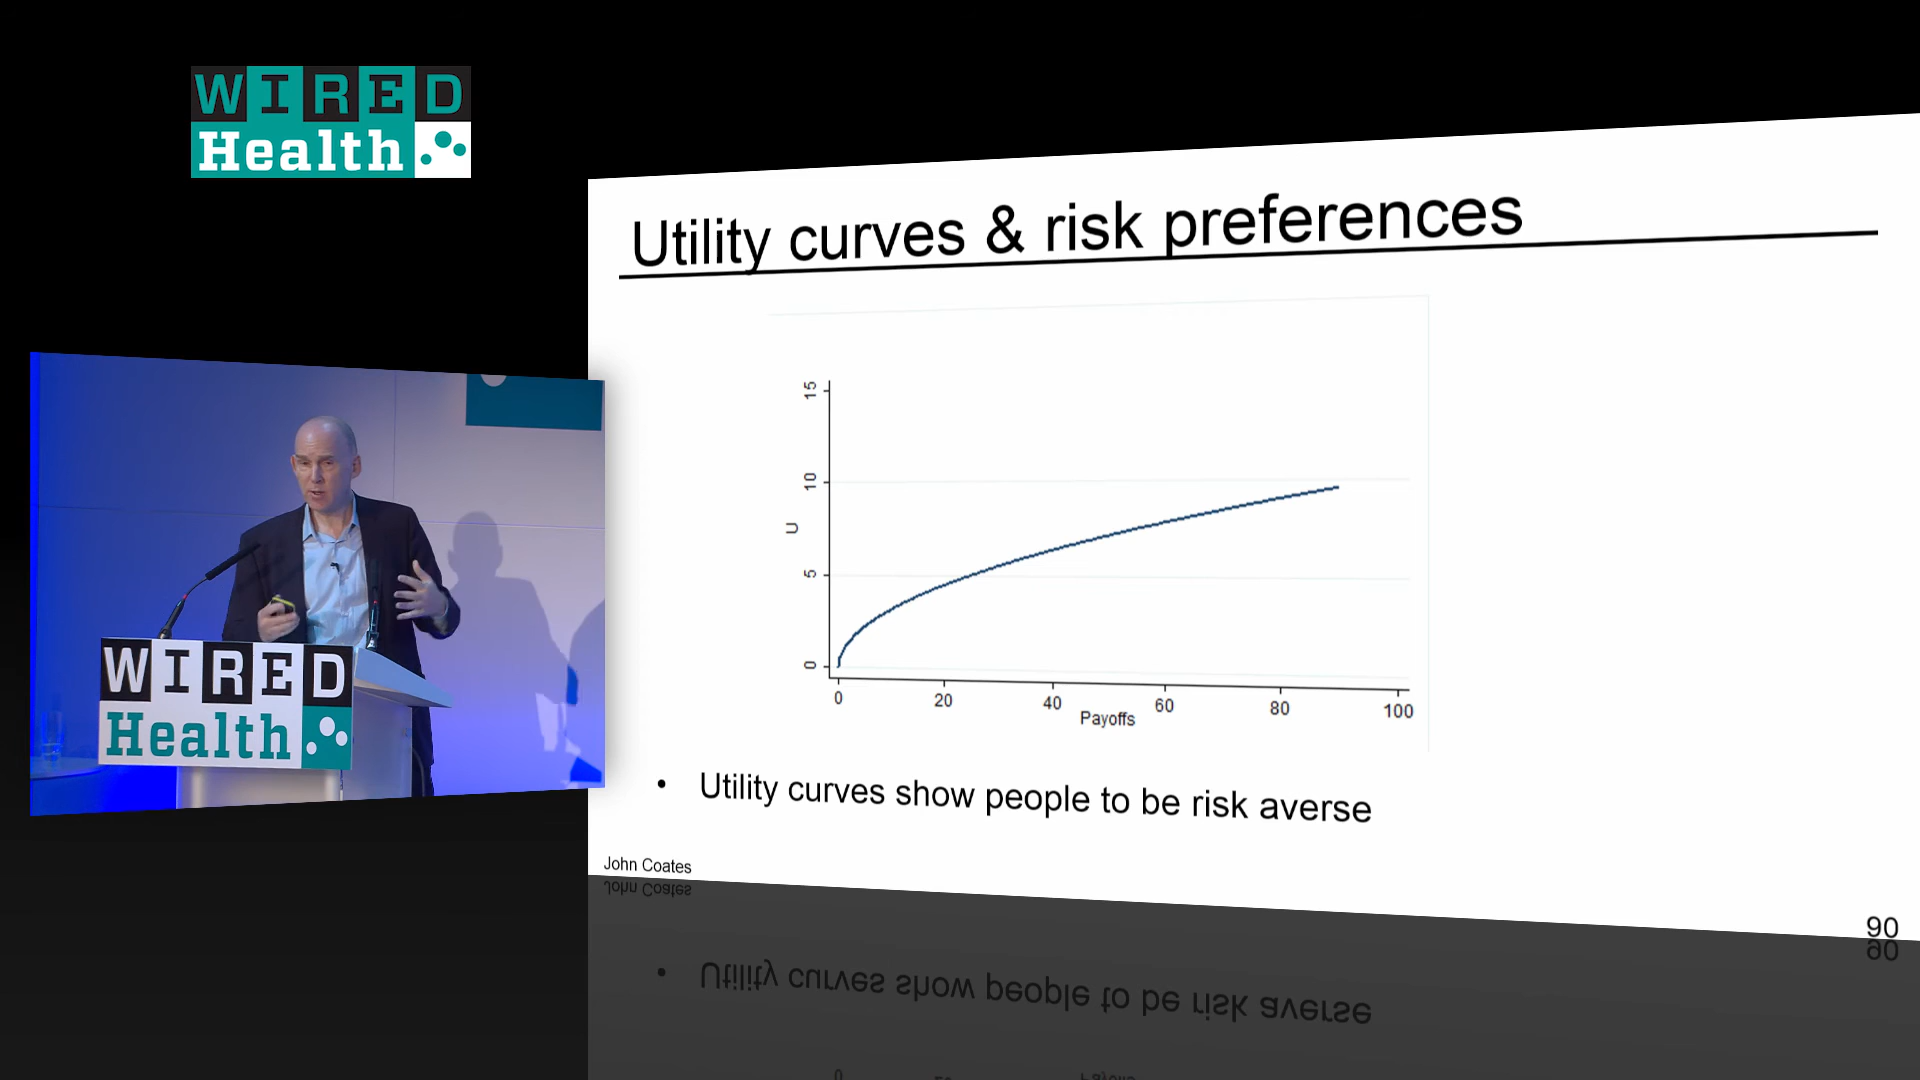 WIRED
Health
Utility curves & risk preferences
15
10
5
0
U
0 20 40 60 80 100
Payoffs
• Utility curves show people to be risk averse
John Coates
90
WIRED
Health